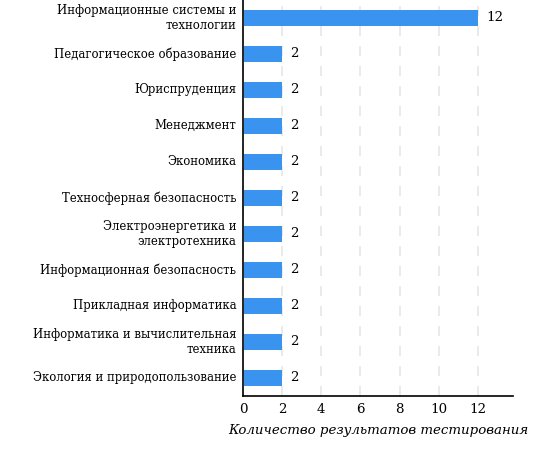 Информационные системы и
технологии
12
Педагогическое образование
2
Юриспруденция
2
Менеджмент
2
Экономика
2
Техносферная безопасность
2
Электроэнергетика и
электротехника
2
Информационная безопасность
2
Прикладная информатика
2
Информатика и вычислительная
техника
2
Экология и природопользование
2
0 2 4 6 8 10 12
Количество результатов тестирования